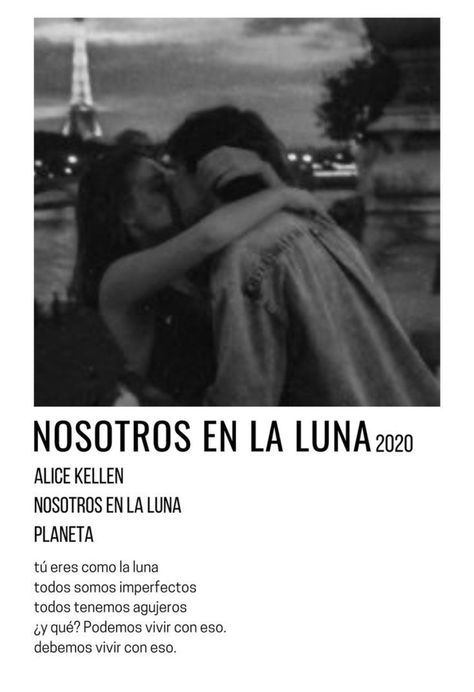 NOSOTROS EN LA LUNA 2020
ALICE KELLEN
NOSOTROS EN LA LUNA
PLANETA
tú eres como la luna
todos somos imperfectos
todos tenemos agujeros
¿y qué? Podemos vivir con eso.
debemos vivir con eso.